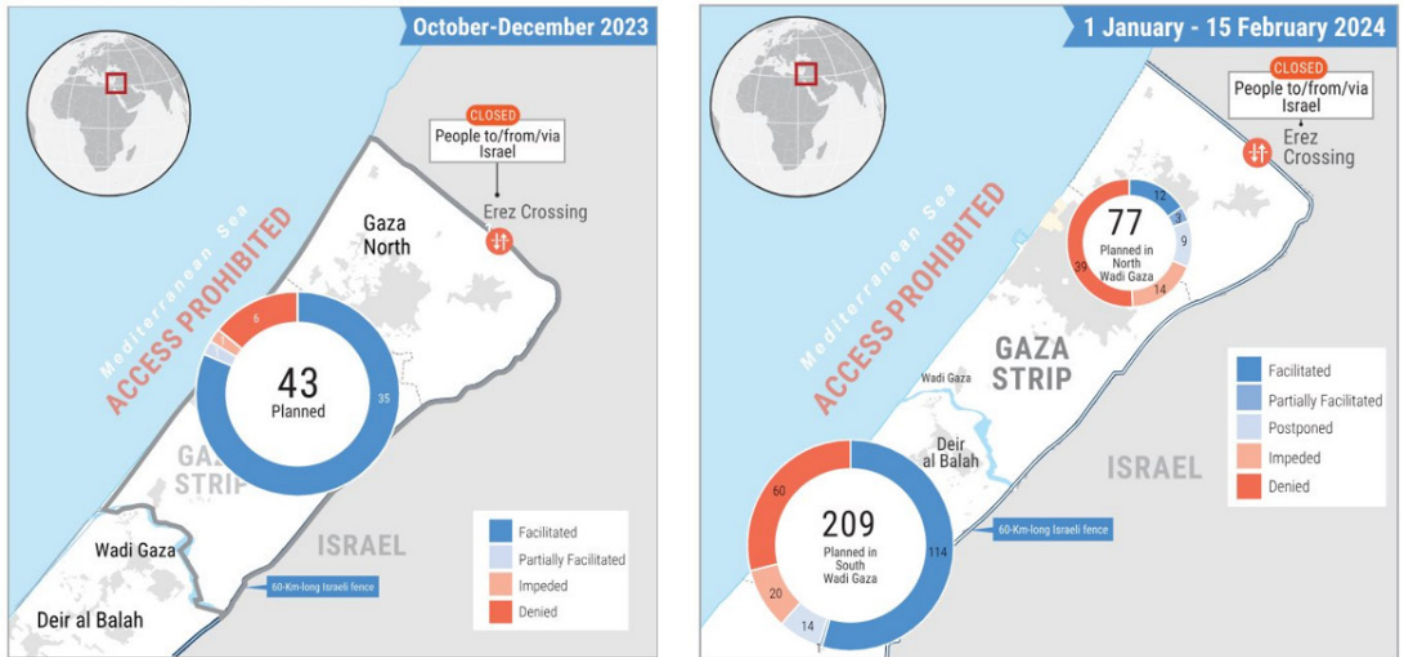 October-December 2023
CLOSED
People to/from/via
Israel
Erez Crossing
Gaza
North
Mediterranean Sea
ACCESS PROHIBITED
6
35
43
Planned
STRIP
ISRAEL
Wadi Gaza
60-Km-long Israeli fence
Deir al Balah
Facilitated
Partially Facilitated
Impeded
Denied
1 January - 15 February 2024
CLOSED
People to/from/via
Israel
Erez
Crossing
Mediterranean Sea
ACCESS PROHIBITED
12
3
9
14
39
77
Planned in
North
Wadi Gaza
GAZA
STRIP
Wadi Gaza
Deir
al Balah
ISRAEL
60-Km-long Israeli fence
60
114
20
14
1
209
Planned in
South
Wadi Gaza
Facilitated
Partially Facilitated
Postponed
Impeded
Denied